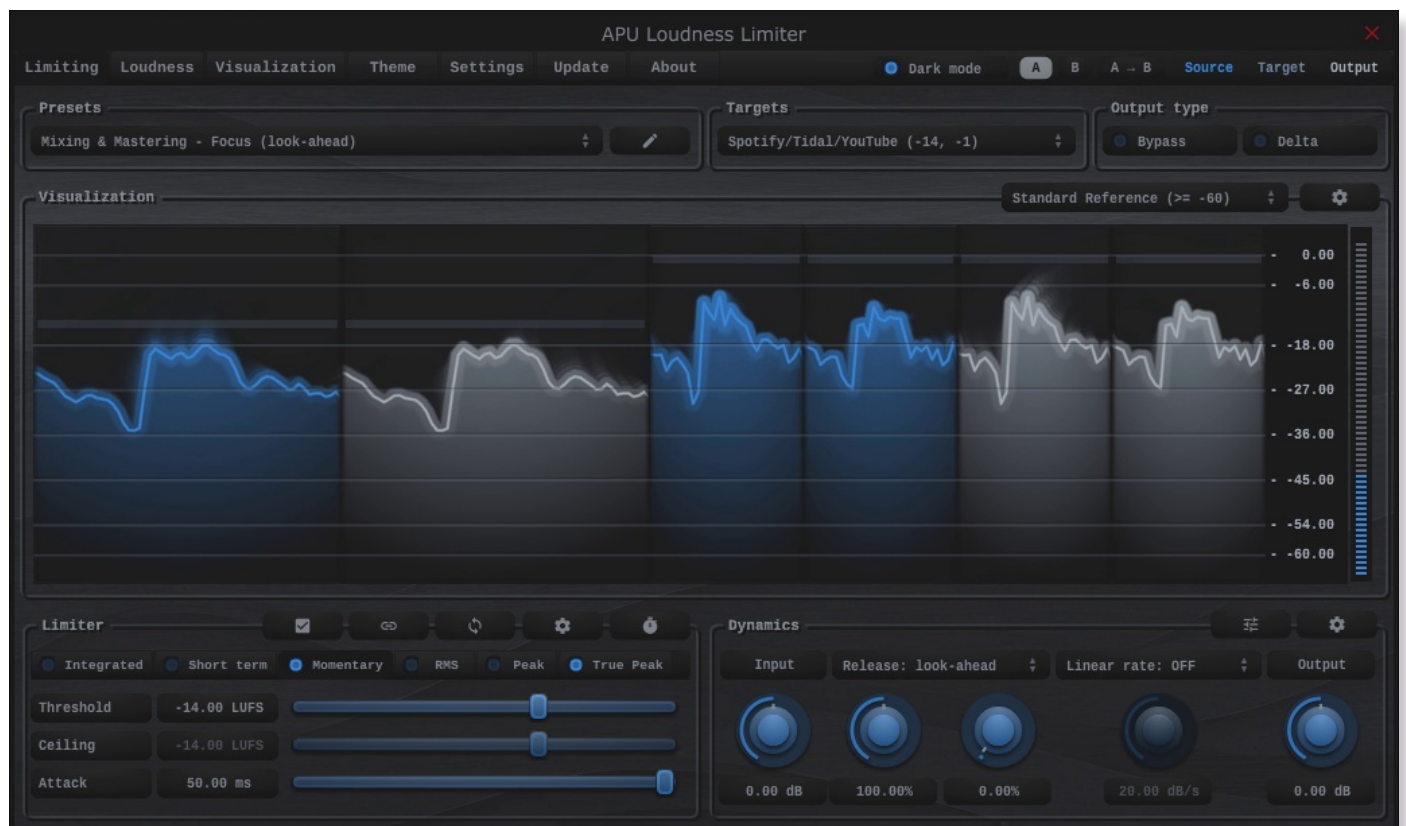 APU Loudness Limiter
Limiting Loudness Visualization Theme Settings Update About Dark mode A B A → B Source Target Output
Presets Targets Output type
Mixing & Mastering - Focus (look-ahead) Spotify/Tidal/YouTube (-14, -1) Bypass Delta
Visualization Standard Reference (>= -60)
- 0.00
- -6.00
- -18.00
- -27.00
- -36.00
- -45.00
- -54.00
- -60.00
Limiter Dynamics
Integrated Short term Momentary RMS Peak True Peak Input Release: look-ahead Linear rate: OFF Output
Threshold -14.00 LUFS
Ceiling -14.00 LUFS
Attack 50.00 ms
0.00 dB 100.00% 0.00% 20.00 dB/s 0.00 dB